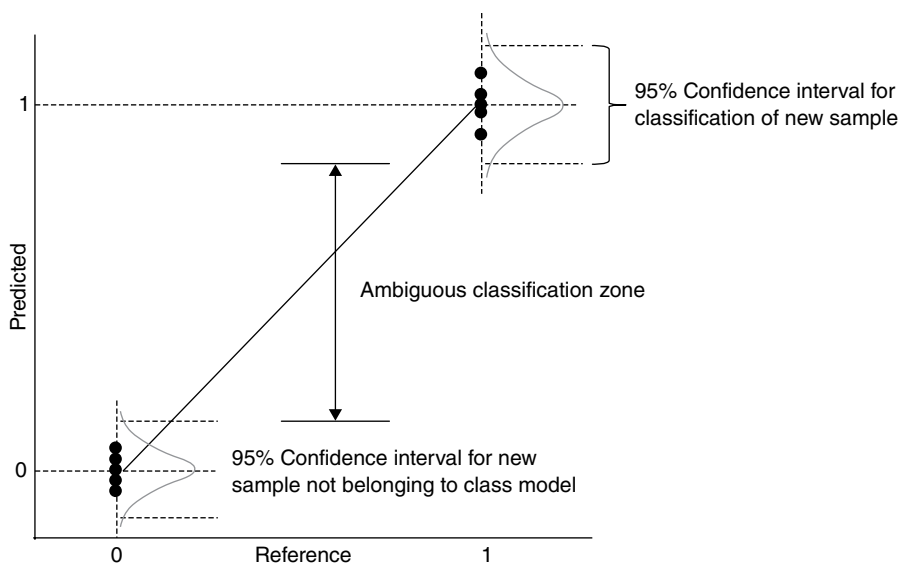 1
95% Confidence interval for
classification of new sample
Predicted
Ambiguous classification zone
95% Confidence interval for new
sample not belonging to class model
0
0
Reference
1